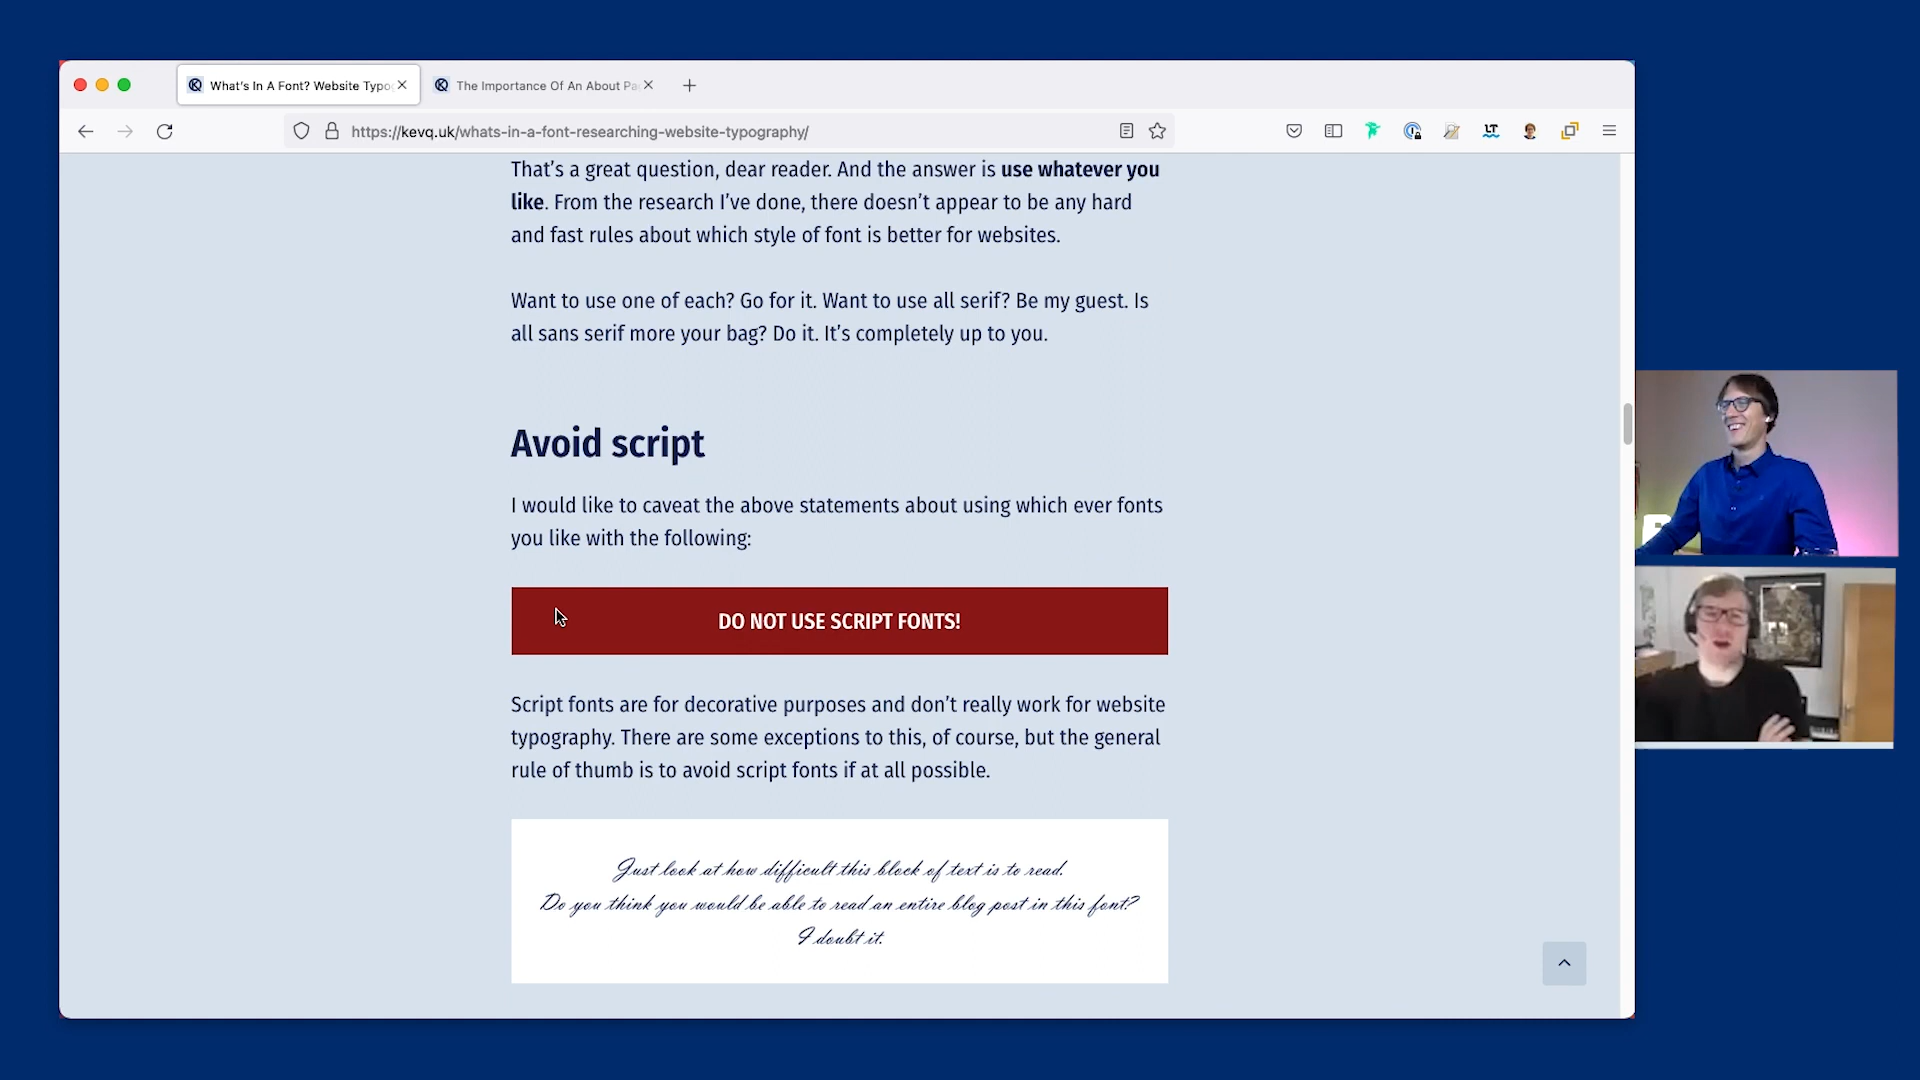 What's In A Font? Website Typo
The Importance Of An About Pa
https://kevq.uk/whats-in-a-font-researching-website-typography/
LT
That's a great question, dear reader. And the answer is use whatever you
like. From the research I've done, there doesn't appear to be any hard
and fast rules about which style of font is better for websites.
Want to use one of each? Go for it. Want to use all serif? Be my guest. Is
all sans serif more your bag? Do it. It's completely up to you.
Avoid script
I would like to caveat the above statements about using which ever fonts
you like with the following:
DO NOT USE SCRIPT FONTS!
Script fonts are for decorative purposes and don't really work for website
typography. There are some exceptions to this, of course, but the general
rule of thumb is to avoid script fonts if at all possible.
Just look at how difficult this block of text is to read.
Do you think you would be able to read an entire blog post in this font?
I doubt it.